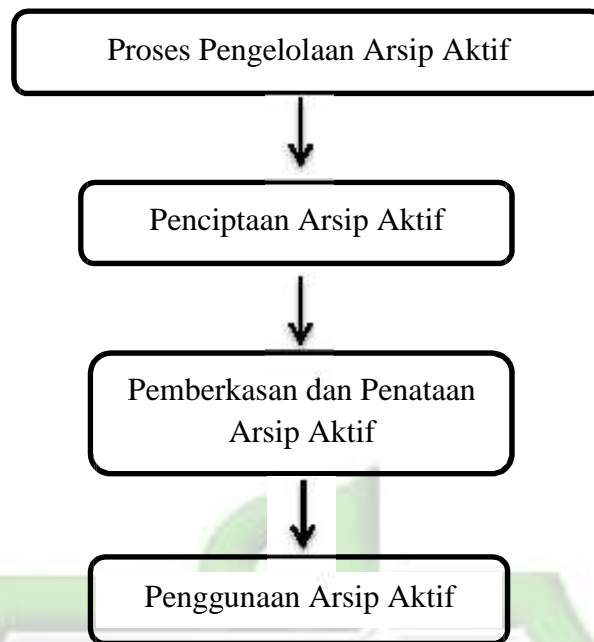 Proses Pengelolaan Arsip Aktif
Penciptaan Arsip Aktif
Pemberkasan dan Penataan
Arsip Aktif
Penggunaan Arsip Aktif